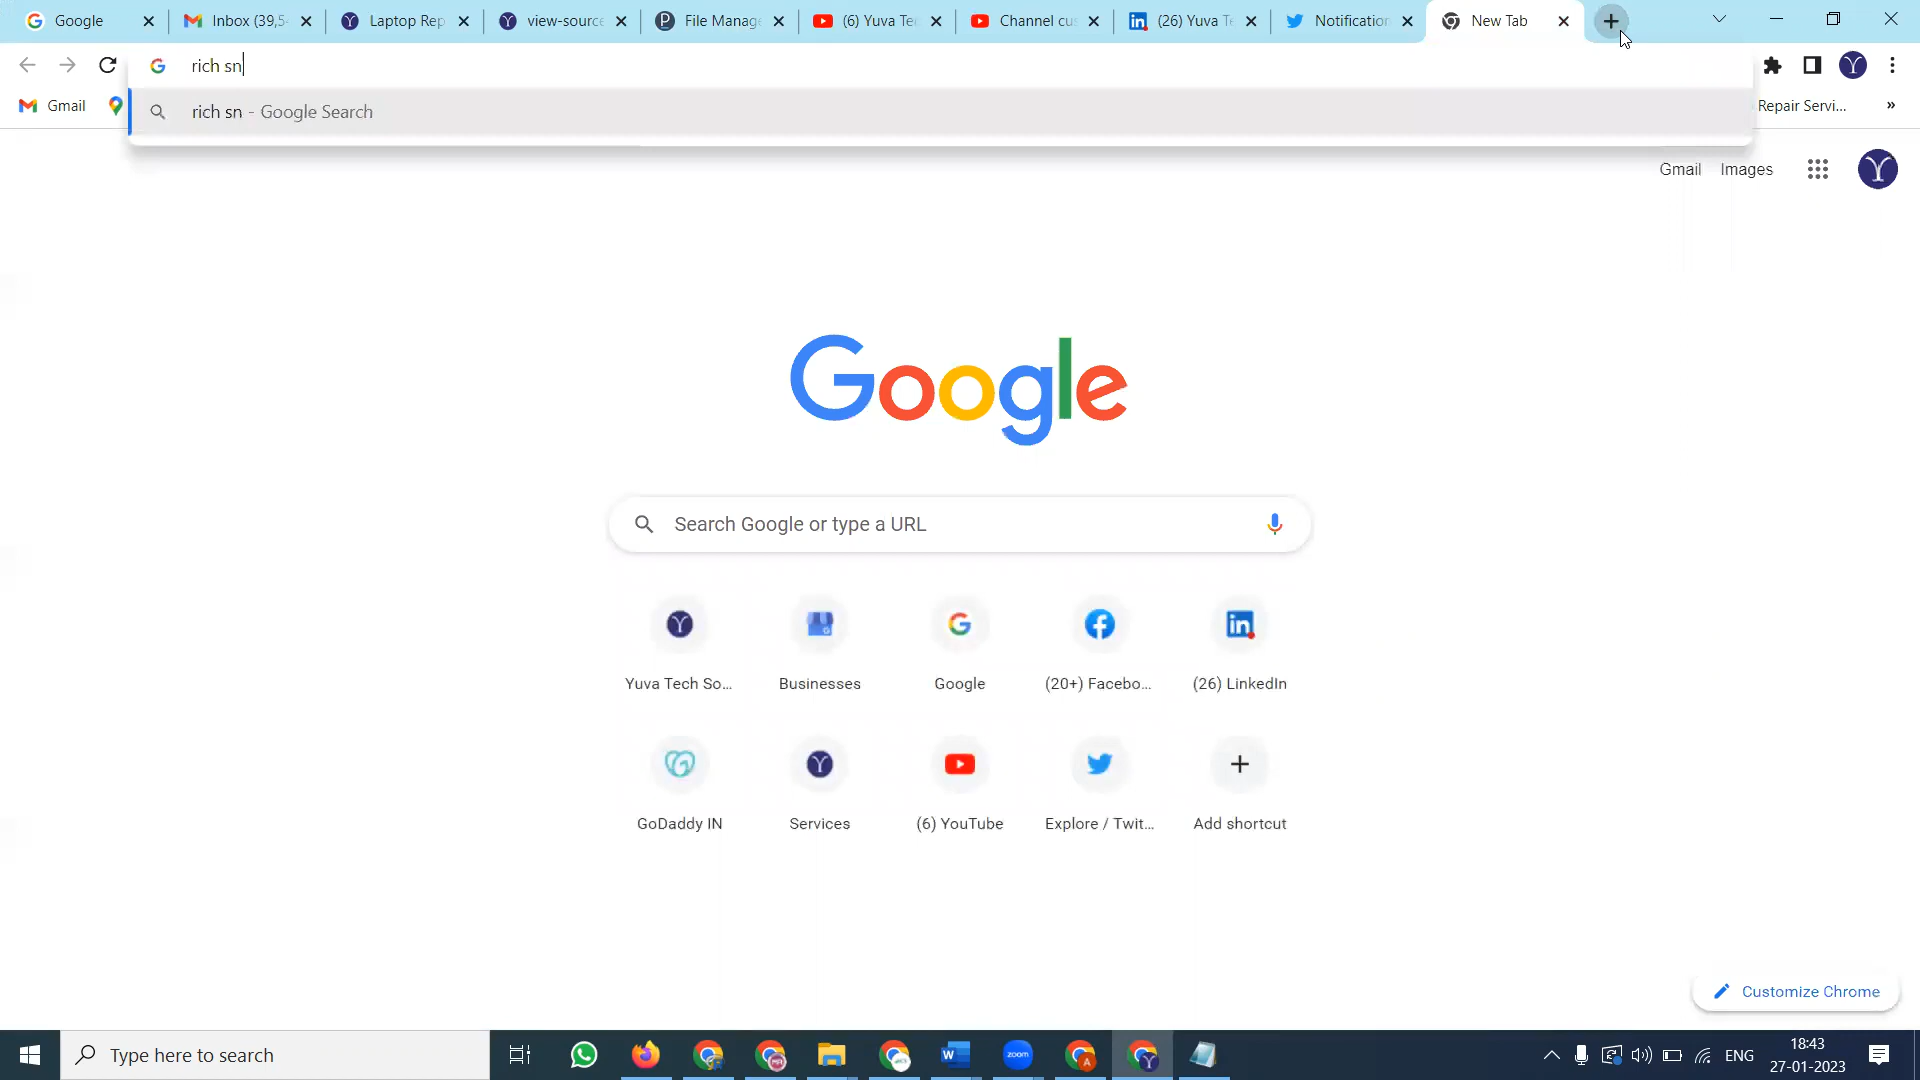 Google
Inbox (39,5
Laptop Rep
view-source
File Manage
(6) Yuva Te
Channel cu
(26) Yuva Te
Notification
New Tab
rich sn
Gmail
Repair Servi...
»
rich sn - Google Search
Gmail
Images
Google
Search Google or type a URL
Yuva Tech So...
Businesses
Google
(20+) Facebo...
(26) LinkedIn
GoDaddy IN
Services
(6) YouTube
Explore / Twit...
Add shortcut
Customize Chrome
Type here to search
zoom
ENG
18:43
27-01-2023